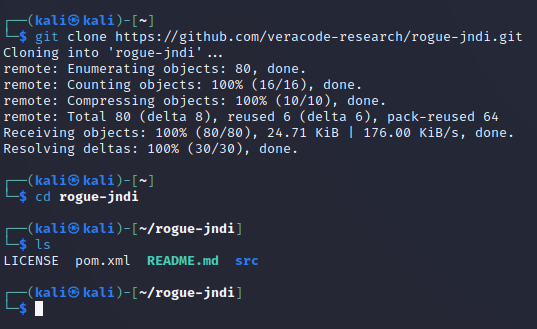 ┌──(kali㉿kali)-[~]
└─$ git clone https://github.com/veracode-research/rogue-jndi.git
Cloning into 'rogue-jndi'...
remote: Enumerating objects: 80, done.
remote: Counting objects: 100% (16/16), done.
remote: Compressing objects: 100% (10/10), done.
remote: Total 80 (delta 8), reused 6 (delta 6), pack-reused 64
Receiving objects: 100% (80/80), 24.71 KiB | 176.00 KiB/s, done.
Resolving deltas: 100% (30/30), done.
┌──(kali㉿kali)-[~]
└─$ cd rogue-jndi
┌──(kali㉿kali)-[~/rogue-jndi]
└─$ ls
LICENSE  pom.xml  README.md  src
┌──(kali㉿kali)-[~/rogue-jndi]
└─$